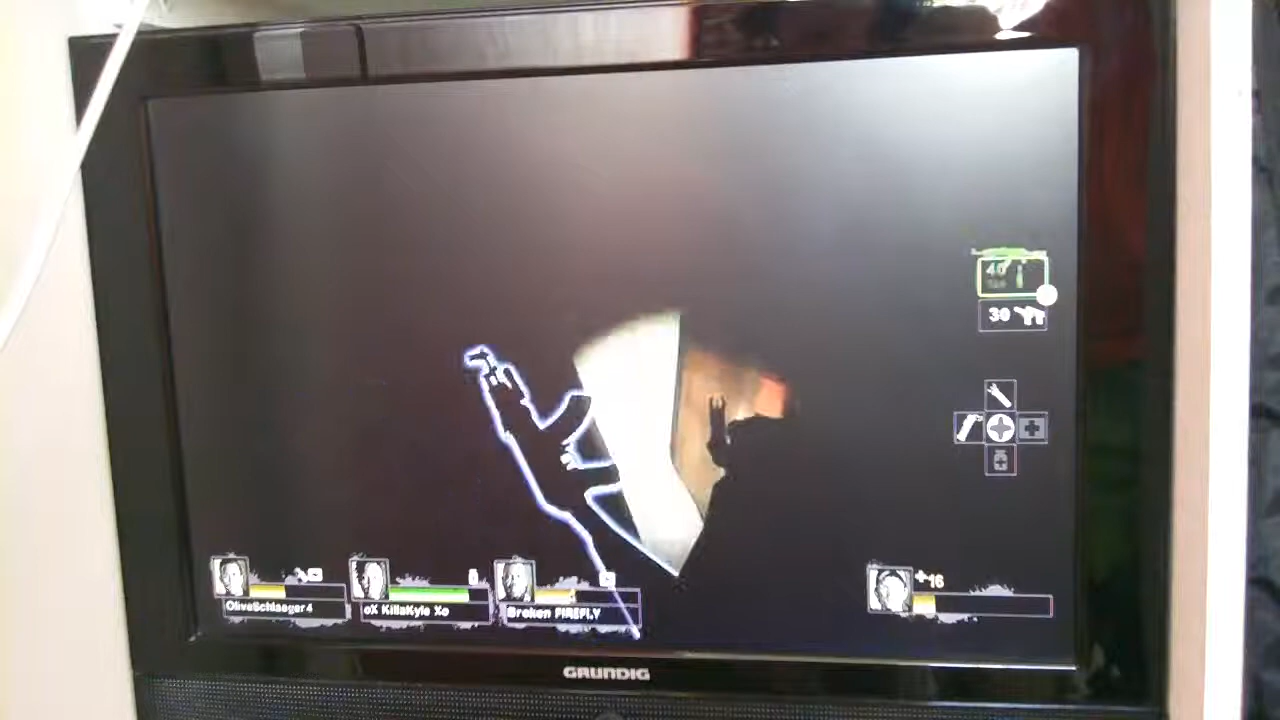 40
30
+16
OliveSchlaeger4
oX KillaKyle Xo
Broken FIREFLY
GRUNDIG